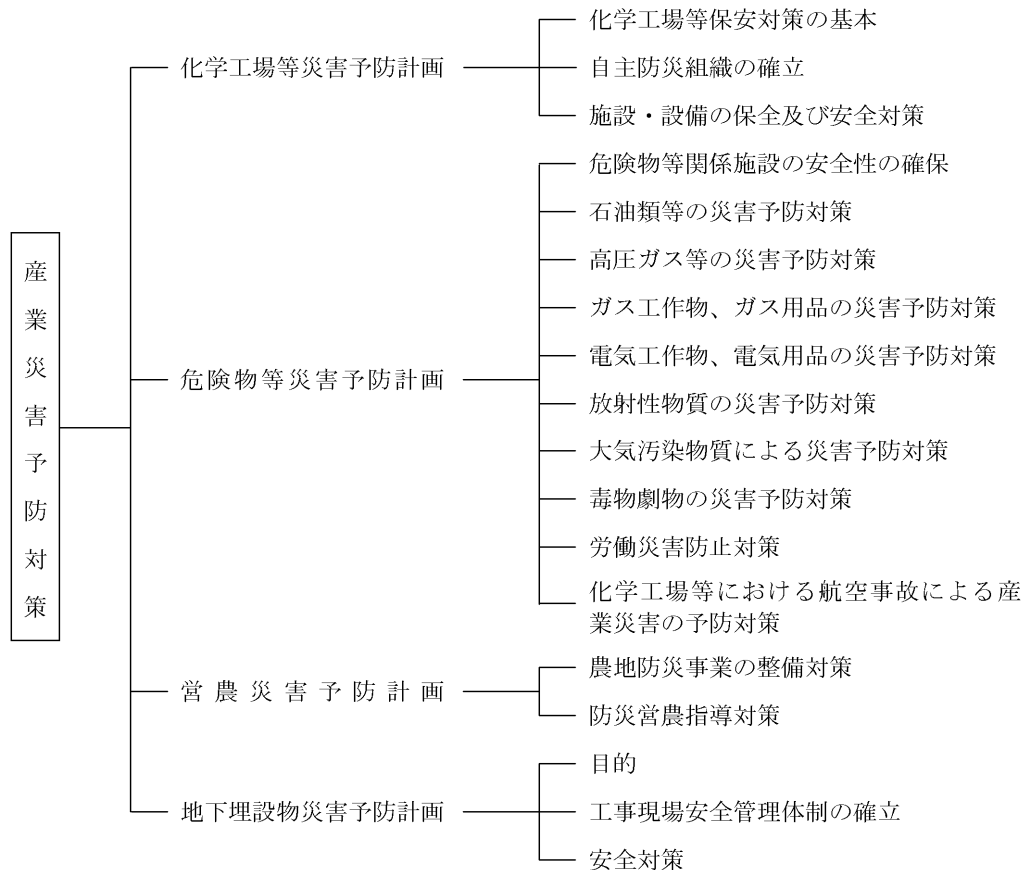 産業災害予防対策
化学工場等災害予防計画
化学工場等保安対策の基本
自主防災組織の確立
施設・設備の保全及び安全対策
危険物等災害予防計画
危険物等関係施設の安全性の確保
石油類等の災害予防対策
高圧ガス等の災害予防対策
ガス工作物、ガス用品の災害予防対策
電気工作物、電気用品の災害予防対策
放射性物質の災害予防対策
大気汚染物質による災害予防対策
毒物劇物の災害予防対策
労働災害防止対策
化学工場等における航空事故による産
業災害の予防対策
営農災害予防計画
農地防災事業の整備対策
防災営農指導対策
地下埋設物災害予防計画
目的
工事現場安全管理体制の確立
安全対策